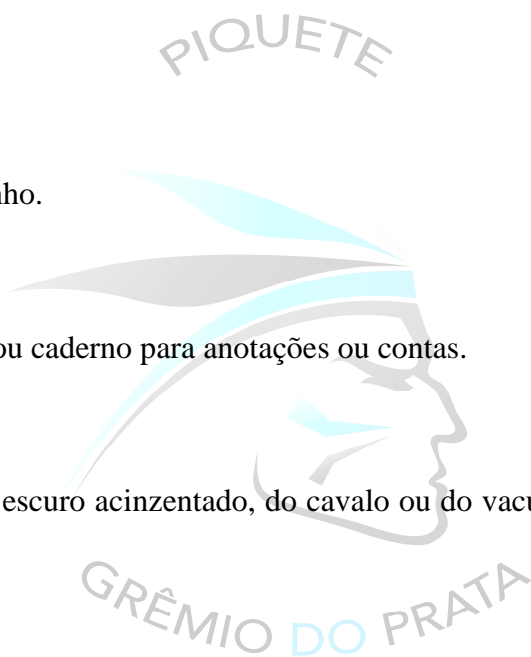 PIQUETE
nho.
ou caderno para anotações ou contas.
escuro acinzentado, do cavalo ou do vacu
GRÊMIO DO PRATA